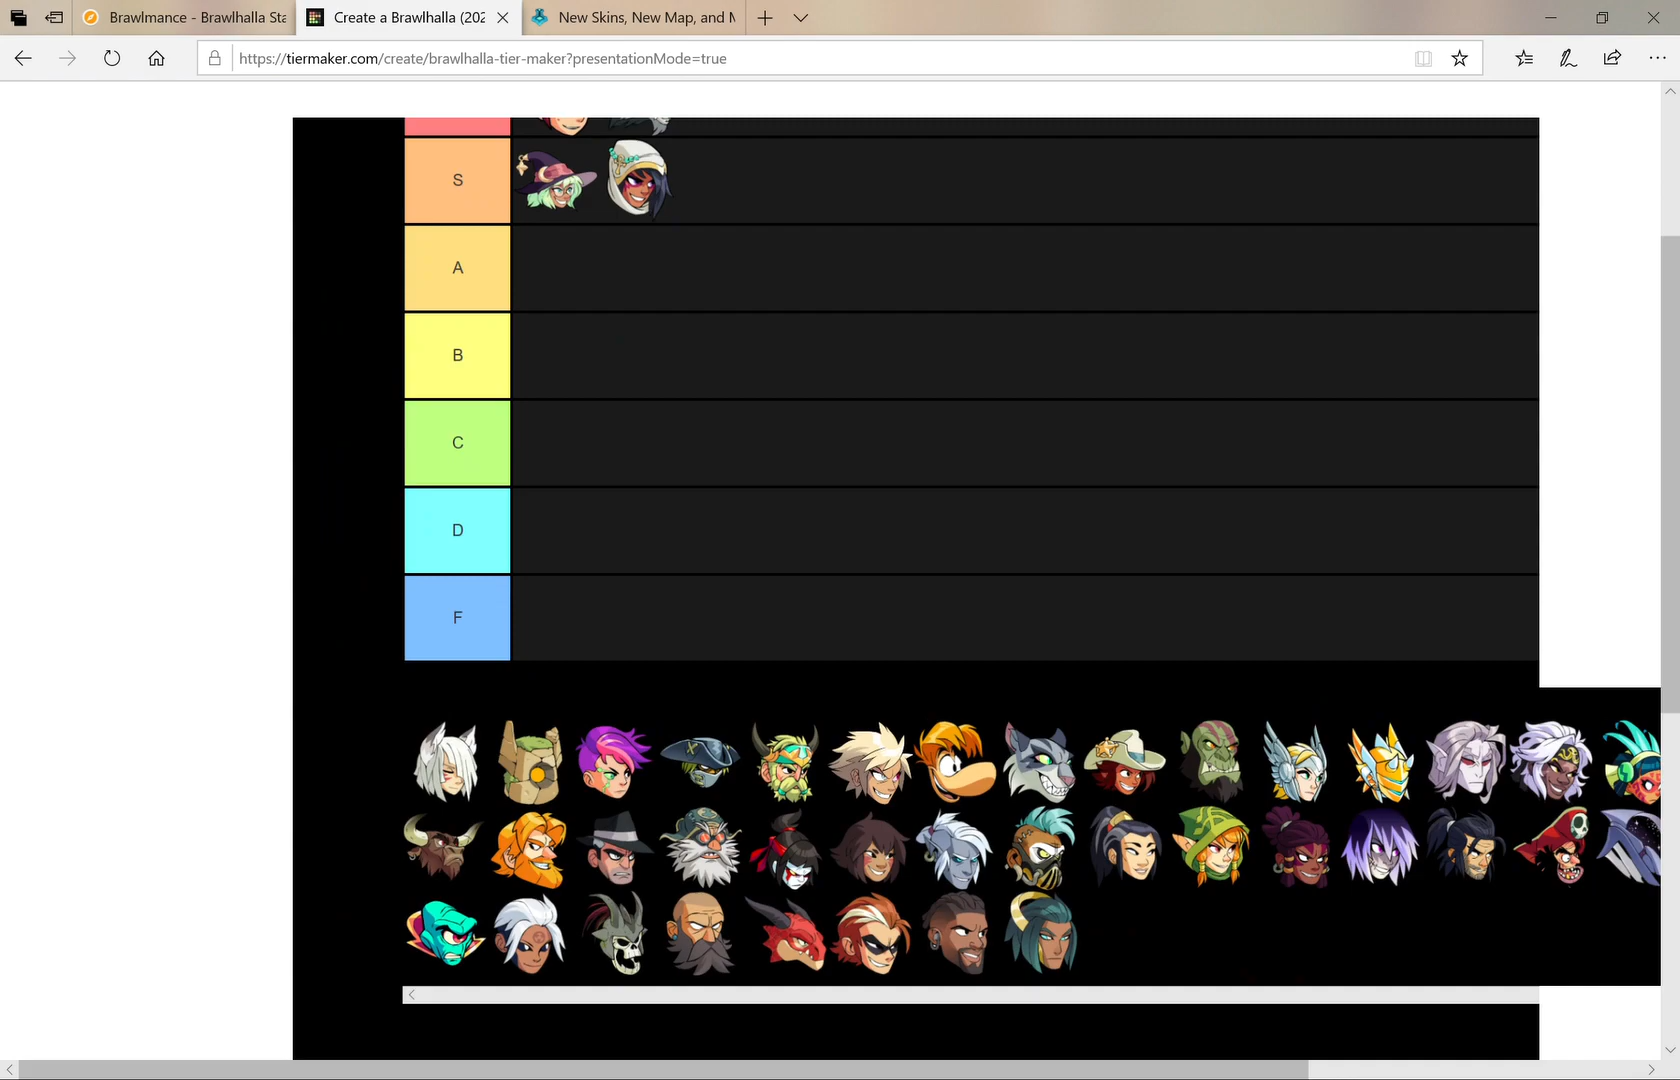 Brawlmance - Brawlhalla Sta
Create a Brawlhalla (202
New Skins, New Map, and M
https://tiermaker.com/create/brawlhalla-tier-maker?presentationMode=true
S
A
B
C
D
F